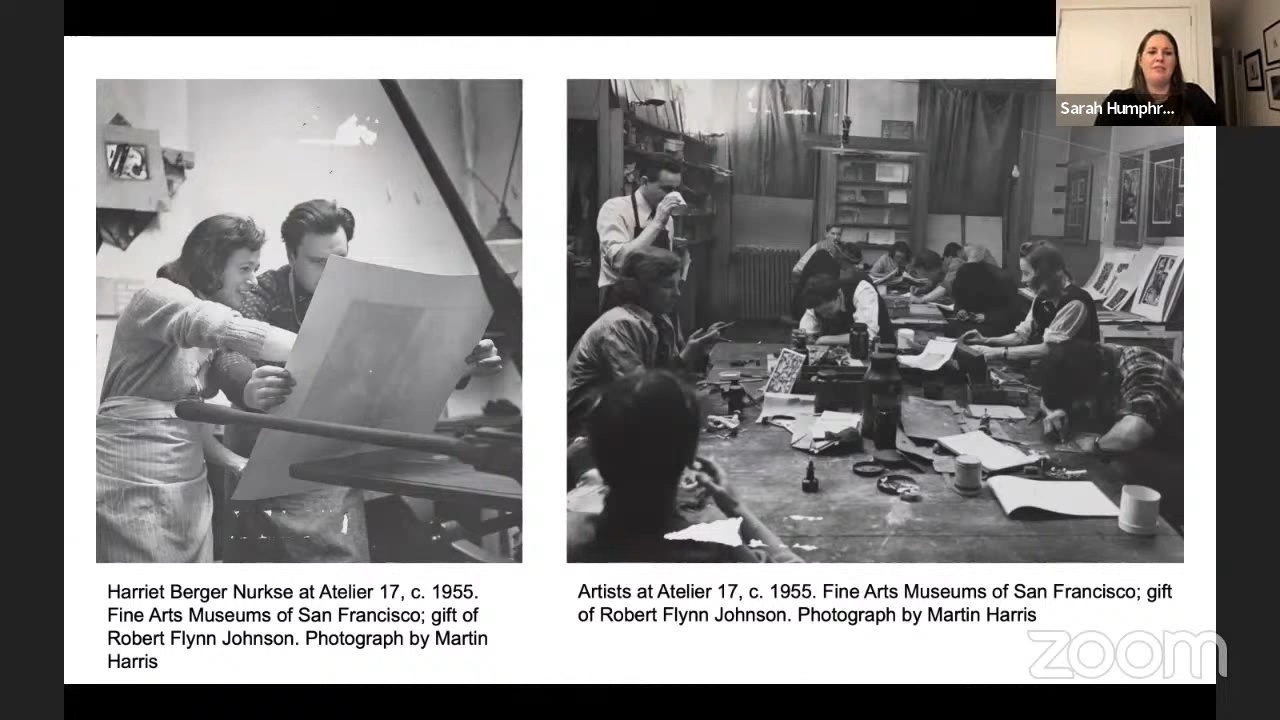 Sarah Humphr...
Harriet Berger Nurkse at Atelier 17, c. 1955.
Fine Arts Museums of San Francisco; gift of
Robert Flynn Johnson. Photograph by Martin
Harris
Artists at Atelier 17, c. 1955. Fine Arts Museums of San Francisco; gift
of Robert Flynn Johnson. Photograph by Martin Harris
zoom